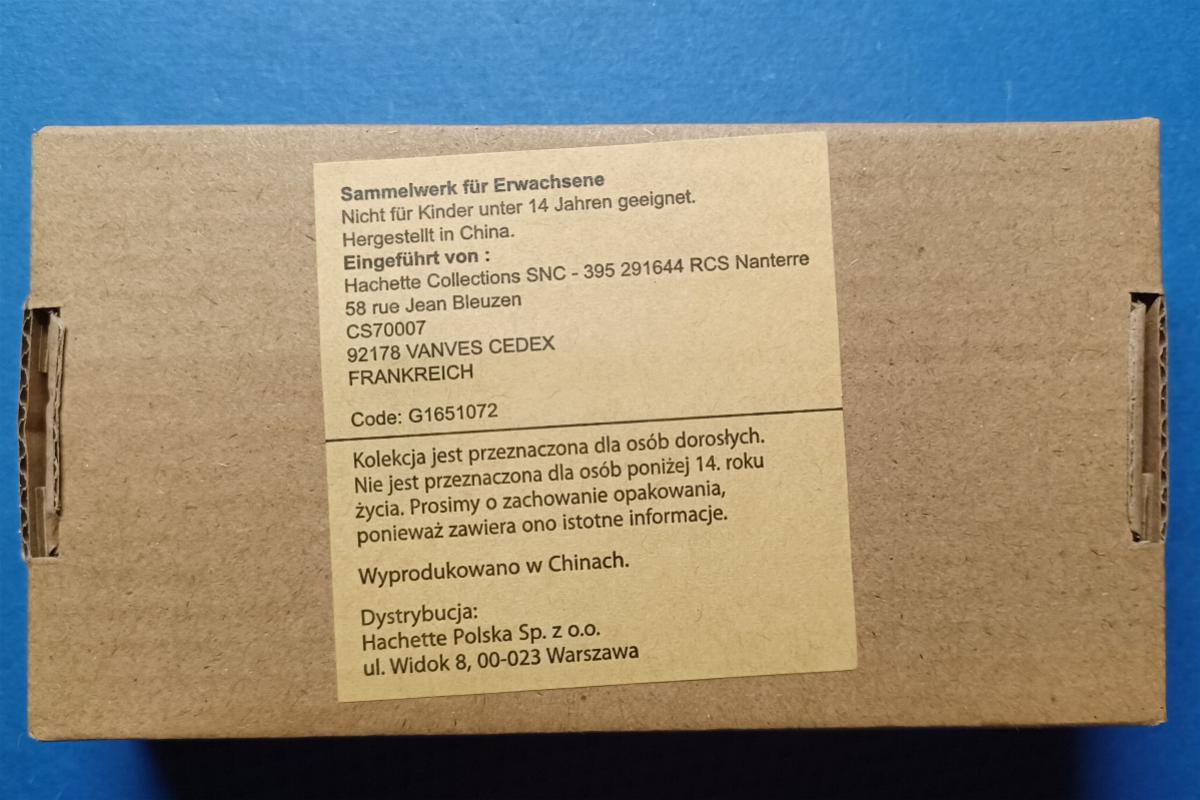 Sammelwerk für Erwachsene
Nicht für Kinder unter 14 Jahren geeignet.
Hergestellt in China.
Eingeführt von :
Hachette Collections SNC - 395 291644 RCS Nanterre
58 rue Jean Bleuzen
CS70007
92178 VANVES CEDEX
FRANKREICH
Code: G1651072
Kolekcja jest przeznaczona dla osób dorosłych.
Nie jest przeznaczona dla osób poniżej 14. roku
życia. Prosimy o zachowanie opakowania,
ponieważ zawiera ono istotne informacje.
Wyprodukowano w Chinach.
Dystrybucja:
Hachette Polska Sp. z o.o.
ul. Widok 8, 00-023 Warszawa